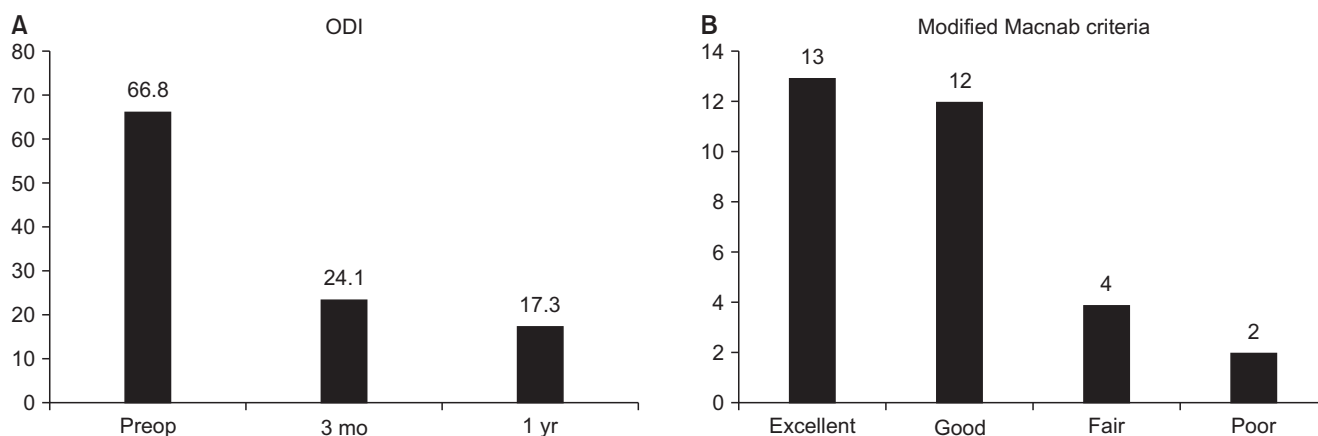 A
ODI
80
70
60
50
40
30
20
10
0
66.8
24.1
17.3
Preop
3 mo
1 yr
B
Modified Macnab criteria
14
12
10
8
6
4
2
0
13
12
4
2
Excellent
Good
Fair
Poor